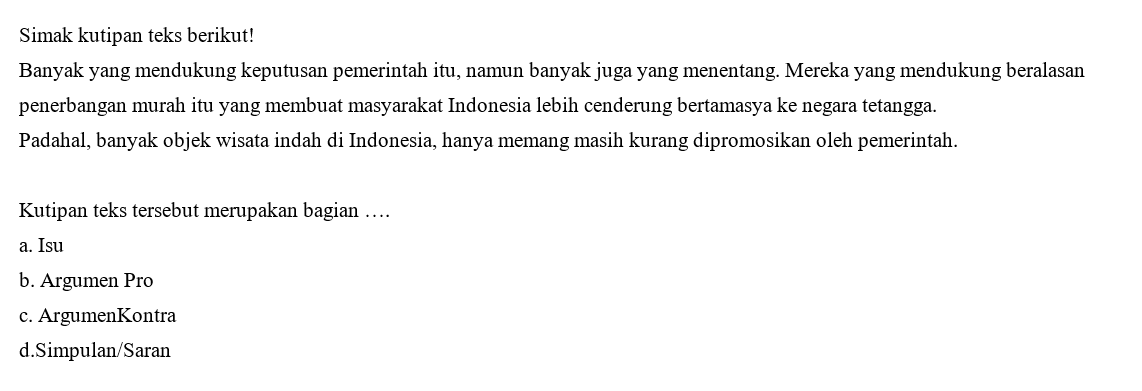 Simak kutipan teks berikut!
Banyak yang mendukung keputusan pemerintah itu, namun banyak juga yang menentang. Mereka yang mendukung beralasan
penerbangan murah itu yang membuat masyarakat Indonesia lebih cenderung bertamasya ke negara tetangga.
Padahal, banyak objek wisata indah di Indonesia, hanya memang masih kurang dipromosikan oleh pemerintah.
Kutipan teks tersebut merupakan bagian ….
a. Isu
b. Argumen Pro
c. ArgumenKontra
d.Simpulan/Saran